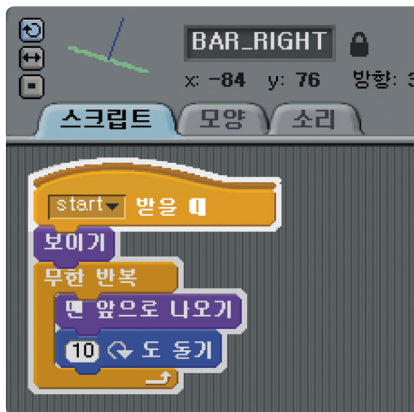 BAR_RIGHT
x: -84 y: 76 방향:
스크립트 모양 소리
start 받을 때
보이기
무한 반복
맨 앞으로 나오기
10 도 돌기